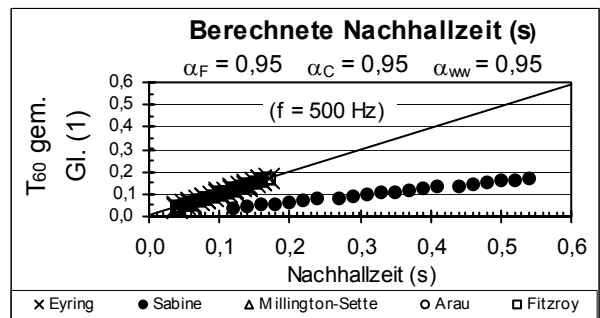 Berechnete Nachhallzeit (s)
αF = 0,95 αC = 0,95 αww = 0,95
(f = 500 Hz)
T60 gem.
Gl. (1)
0,6
0,5
0,4
0,3
0,2
0,1
0,0
0,0 0,1 0,2 0,3 0,4 0,5 0,6
Nachhallzeit (s)
Eyring Sabine Millington-Sette Arau Fitzroy